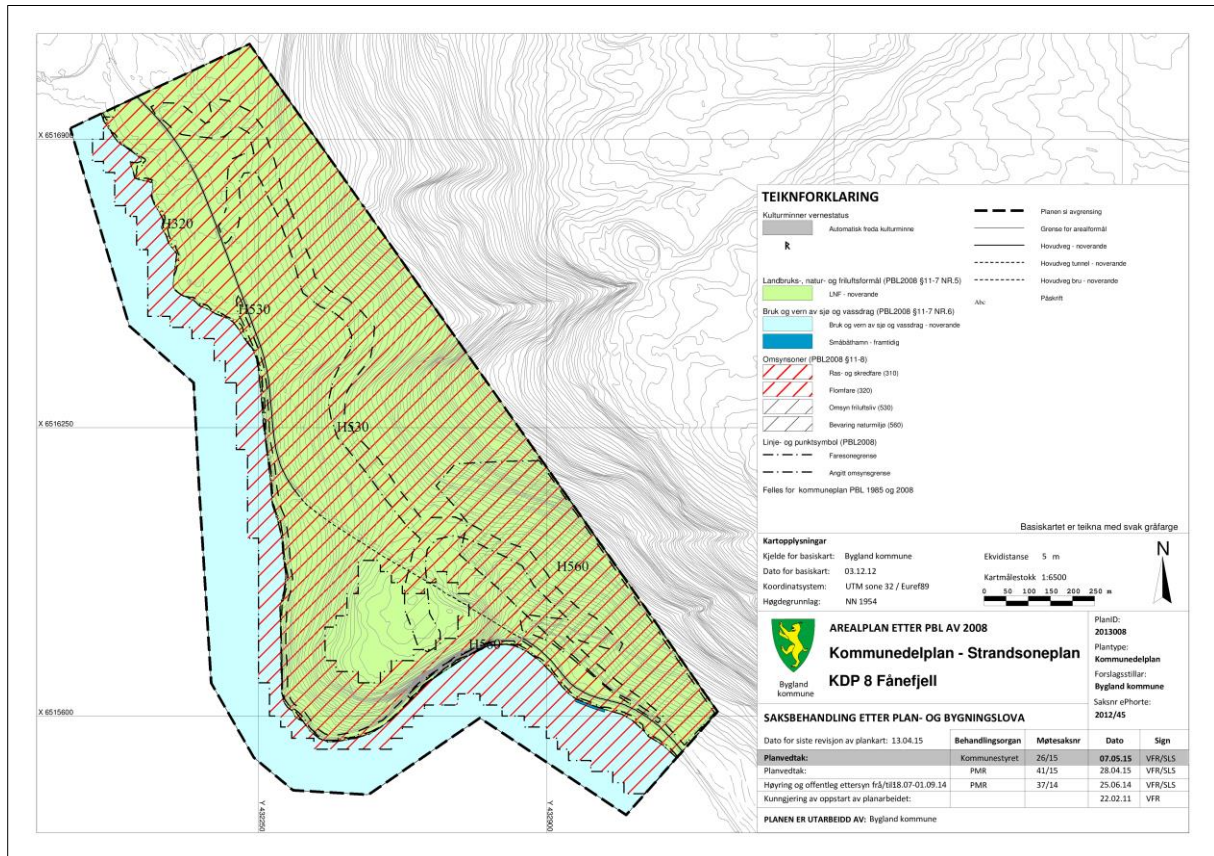 X 6516900
X 6516250
X 6515600
Y 432250
Y 432900
H320
H530
H530
H560
TEIKNFORKLARING
Kulturminner vernestatus
Automatisk freda kulturminne
R
Landbruks-, natur- og friluftsformål (PBL2008 §11-7 NR.5)
LNF - noverande
Bruk og vern av sjø og vassdrag (PBL2008 §11-7 NR.6)
Bruk og vern av sjø og vassdrag - noverande
Småbåthamn - framtidig
Omsynsoner (PBL2008 §11-8)
Ras- og skredfare (310)
Flomfare (320)
Omsyn friluftsliv (530)
Bevaring naturmiljø (560)
Linje- og punktsymbol (PBL2008)
Faresonegrense
Angitt omsynegrense
Felles for kommuneplan PBL 1985 og 2008
Planen si avgrensing
Grense for arealformål
Hovudveg - noverande
Hovudveg tunnel - noverande
Hovudveg bru - noverande
Abc Påskrift
Basiskartet er teikna med svak gråfarge
Kartopplysningar
Kjelde for basiskart: Bygland kommune
Dato for basiskart: 03.12.12
Koordinatsystem: UTM sone 32 / Euref89
Høgdegrunnlag: NN 1954
Ekvidistanse 5 m
Kartmålestokk 1:6500
0 50 100 150 200 250 m
N
Bygland
kommune
AREALPLAN ETTER PBL AV 2008
Kommunedelplan - Strandsoneplan
KDP 8 Fånefjell
PlanID:
2013008
Plantype:
Kommunedelplan
Forslagsstillar:
Bygland kommune
Saksnr ePhorte:
2012/45
SAKSBEHANDLING ETTER PLAN- OG BYGNINGSLOVA
Dato for siste revisjon av plankart: 13.04.15 Behandlingsorgan Møtesaksnr Dato Sign
Planvedtak: Kommunestyret 26/15 07.05.15 VFR/SLS
Planvedtak: PMR 41/15 28.04.15 VFR/SLS
Høyring og offentleg ettersyn frå/til18.07-01.09.14 PMR 37/14 25.06.14 VFR/SLS
Kunngjering av oppstart av planarbeidet: 22.02.11 VFR
PLANEN ER UTARBEIDD AV: Bygland kommune